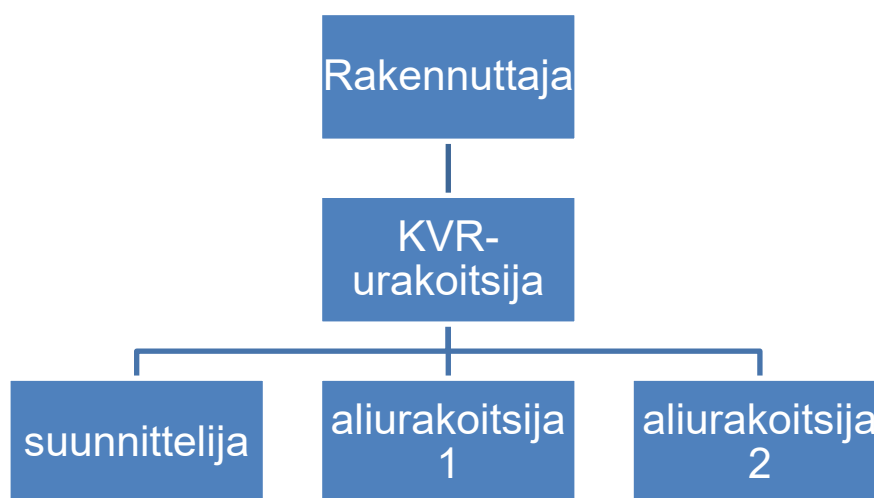 Rakennuttaja
KVR-
urakoitsija
suunnittelija
aliurakoitsija
1
aliurakoitsija
2